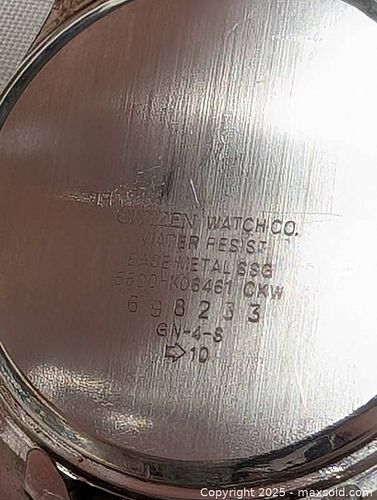 CITIZEN WATCH CO.
WATER RESIST
BASE METAL SSG
5520-K06461 CKW
698233
GN-4-S
10
Copyright © 2025 - maxsold.com